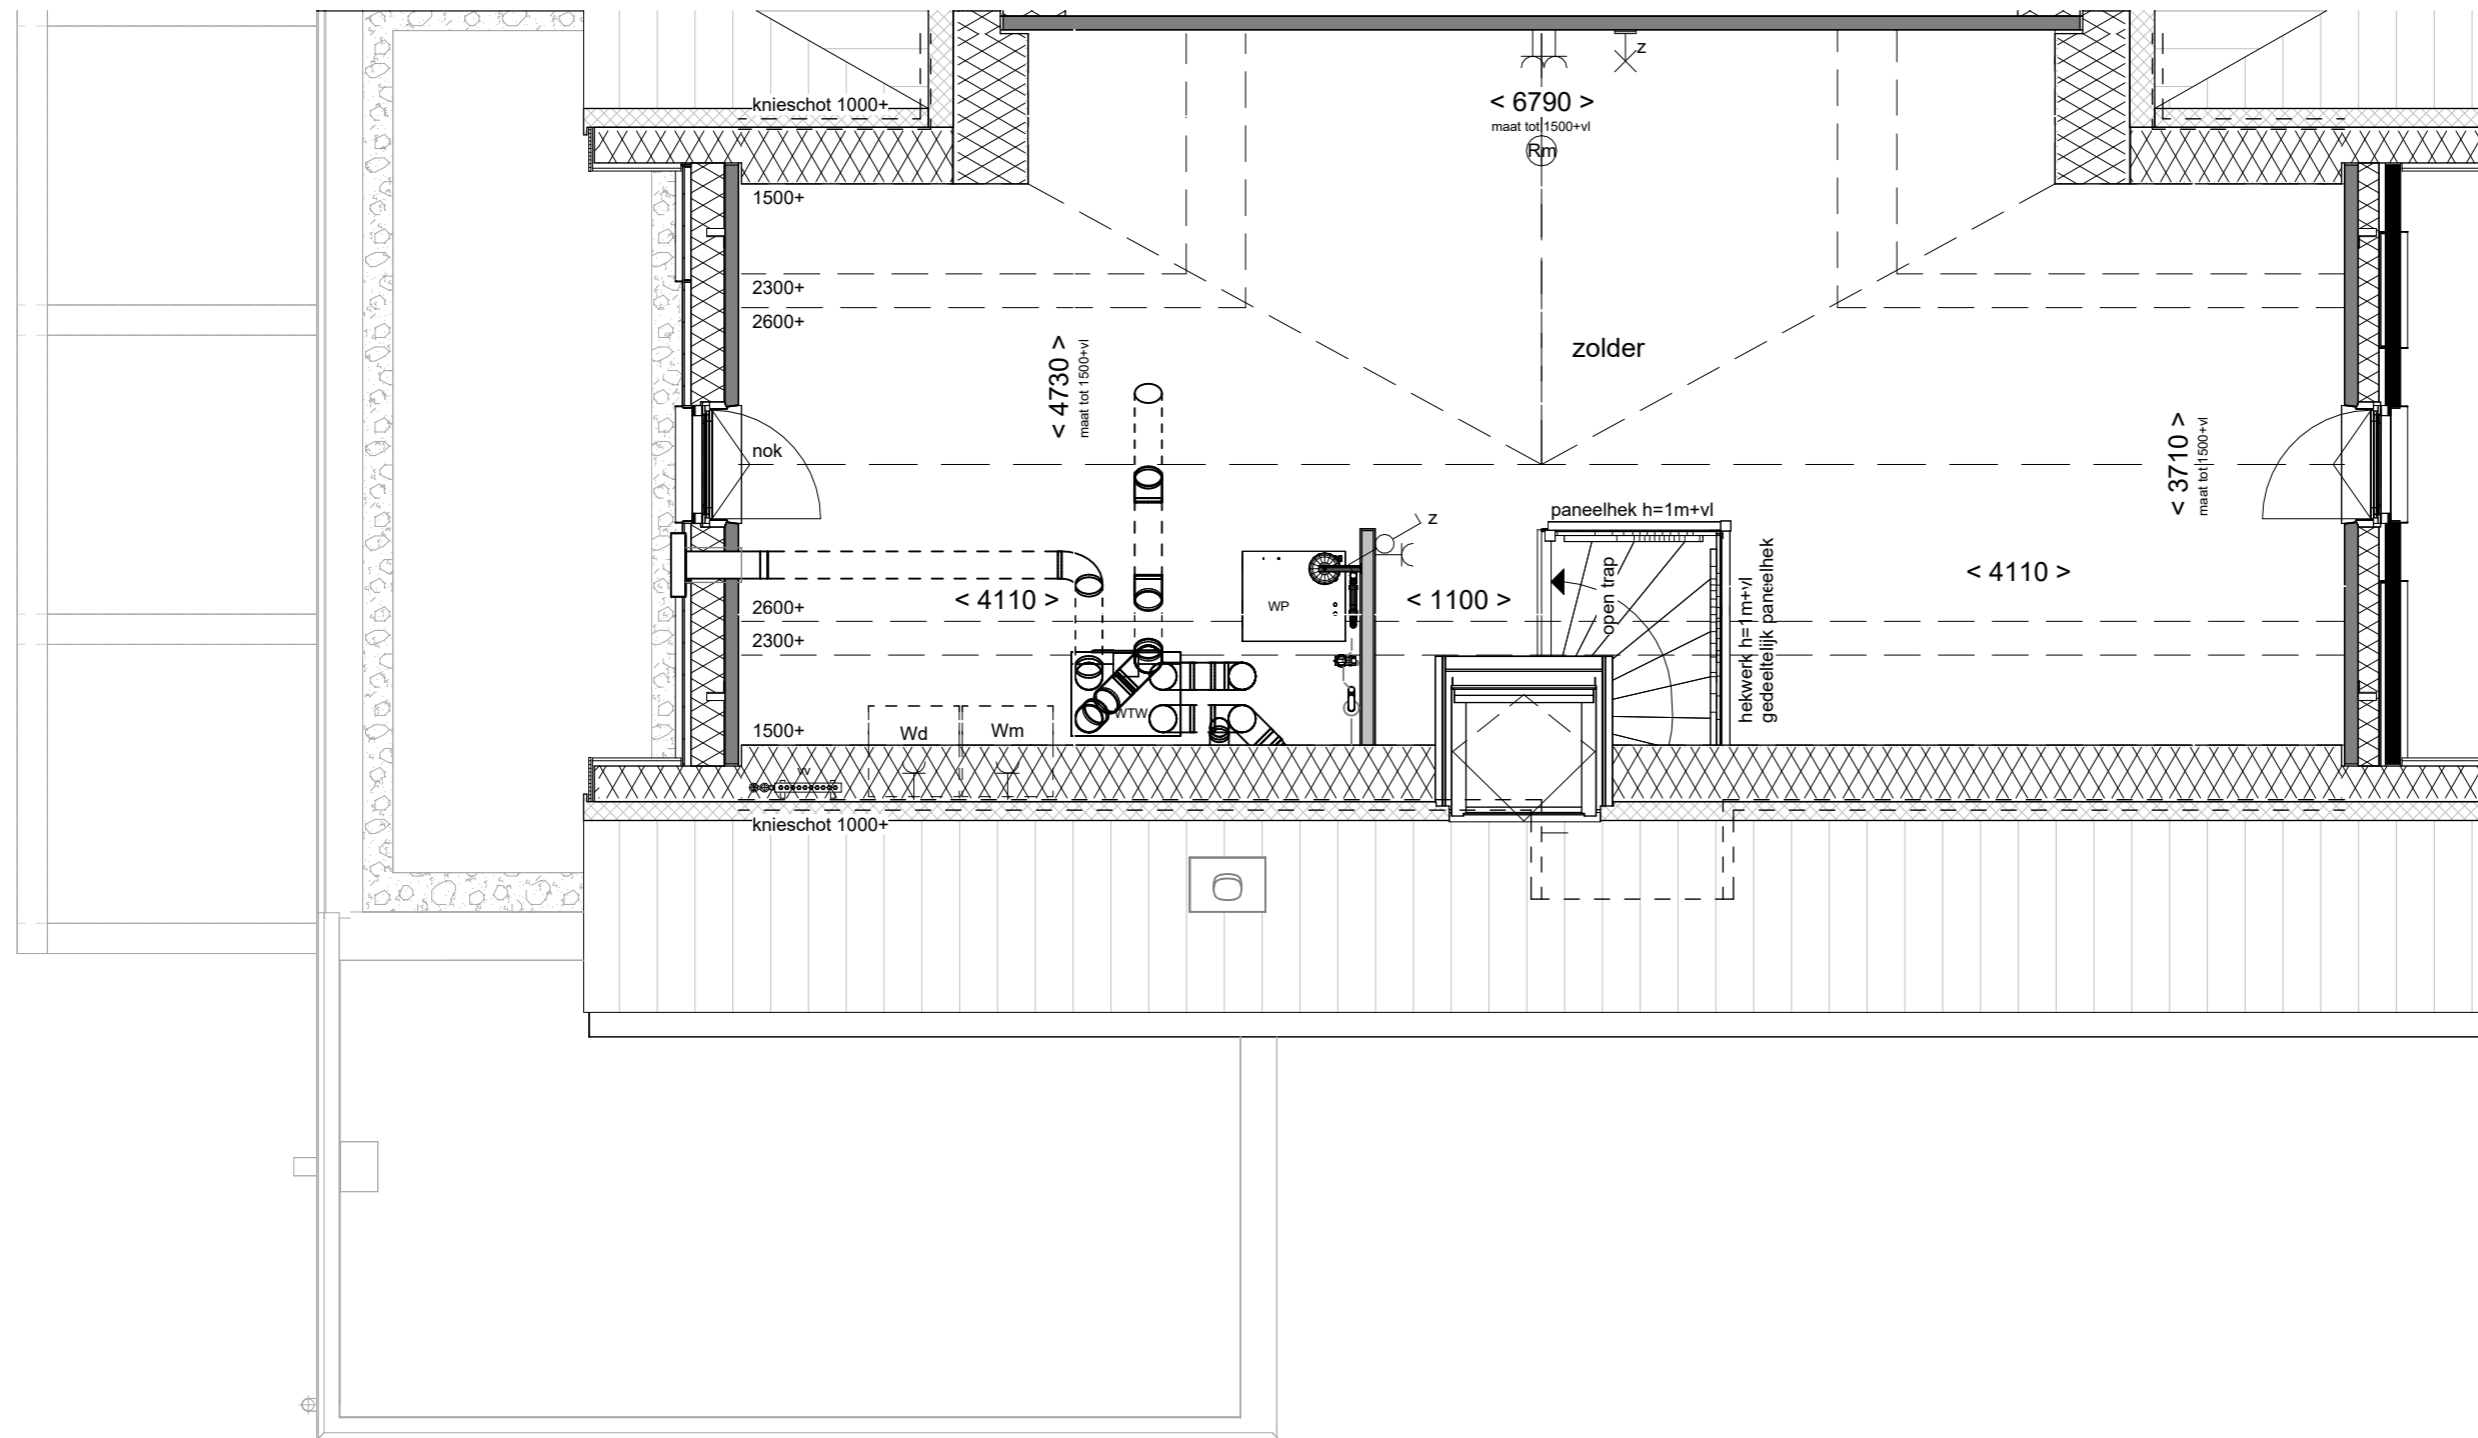 knieschot 1000+
z
< 6790 >
maat tot 1500+vl
Rm
1500+
2300+
2600+
< 4730 >
maat tot 1500+vl
zolder
nok
< 3710 >
maat tot 1500+vl
paneelhek h=1m+vl
z
open trap
hekwerk h=1m+vl
gedeeltelijk paneelhek
< 4110 >
< 4110 >
WP
< 1100 >
2600+
2300+
WTW
1500+
Wd
Wm
vv
knieschot 1000+